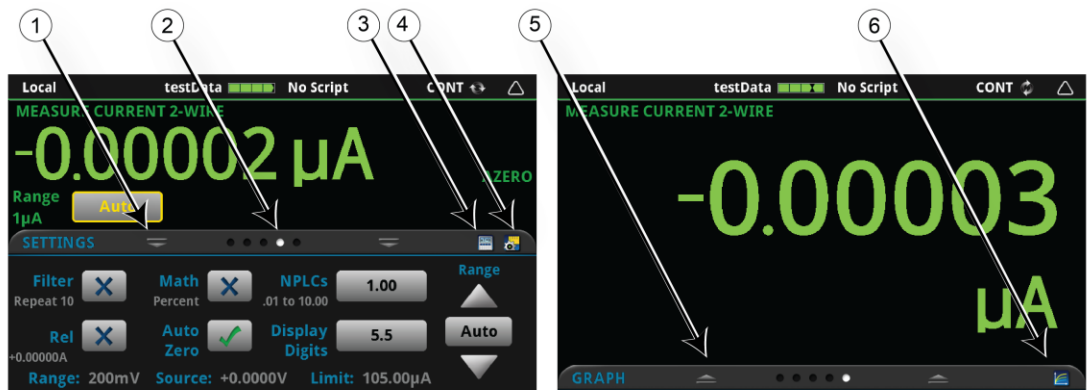 1 2 3 4 5 6
Local testData No Script CONT
MEASURE CURRENT 2-WIRE
-0.00002 µA
AZERO
Range
1µA
Auto
SETTINGS
Filter
Repeat 10
Math
Percent
NPLCs
.01 to 10.00
1.00
Range
Rel
+0.00000A
Auto
Zero
Display
Digits
5.5
Auto
Range: 200mV Source: +0.0000V Limit: 105.00µA
Local testData No Script CONT
MEASURE CURRENT 2-WIRE
-0.00003
µA
GRAPH